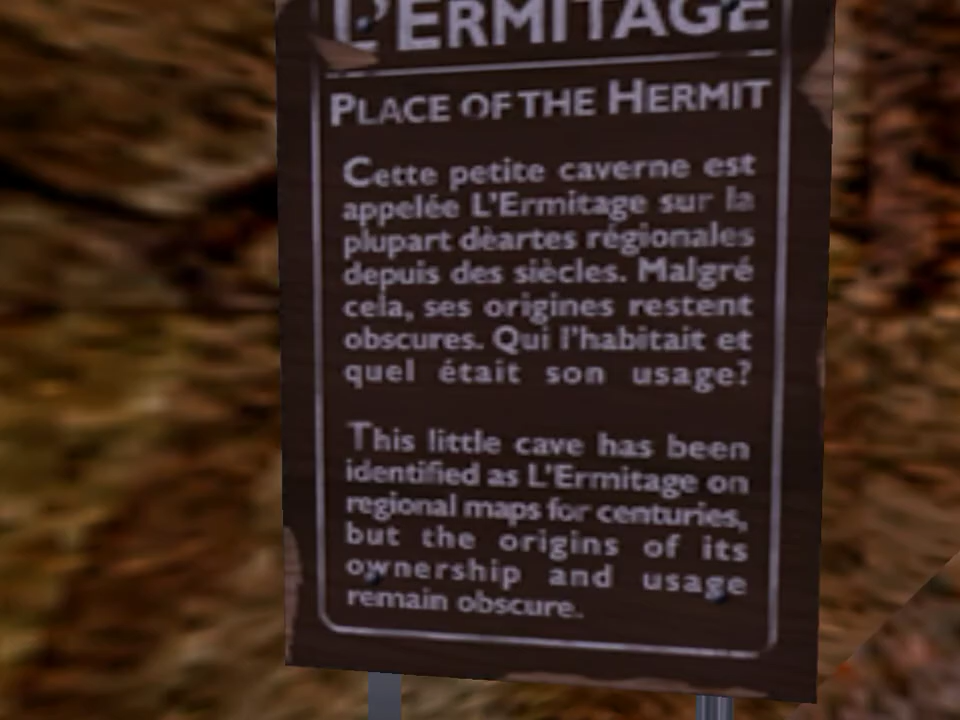 L'ERMITAGE
PLACE OF THE HERMIT
Cette petite caverne est
appelée L'Ermitage sur la
plupart dèartes régionales
depuis des siècles. Malgré
cela, ses origines restent
obscures. Qui l'habitait et
quel était son usage?
This little cave has been
identified as L'Ermitage on
regional maps for centuries,
but the origins of its
ownership and usage
remain obscure.